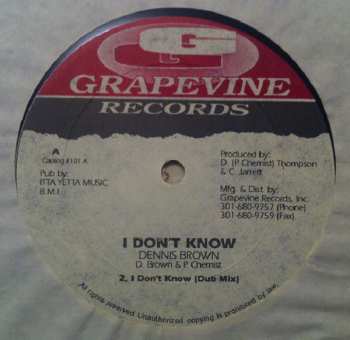 G
GRAPEVINE
RECORDS
A
Catalog #101 A
Pub by:
ITTA YETTA MUSIC
B.M.I.
Produced by:
D. (P. Chemist) Thompson
& C. Jarrett
Mfg. & Dist. by:
Grapevine Records, Inc.
301-680-9757 (Phone)
301-680-9759 (Fax)
I DON'T KNOW
DENNIS BROWN
D. Brown & P. Chemist
2. I Don't Know (Dub Mix)
All rights reserved. Unauthorized copying is produced by law.